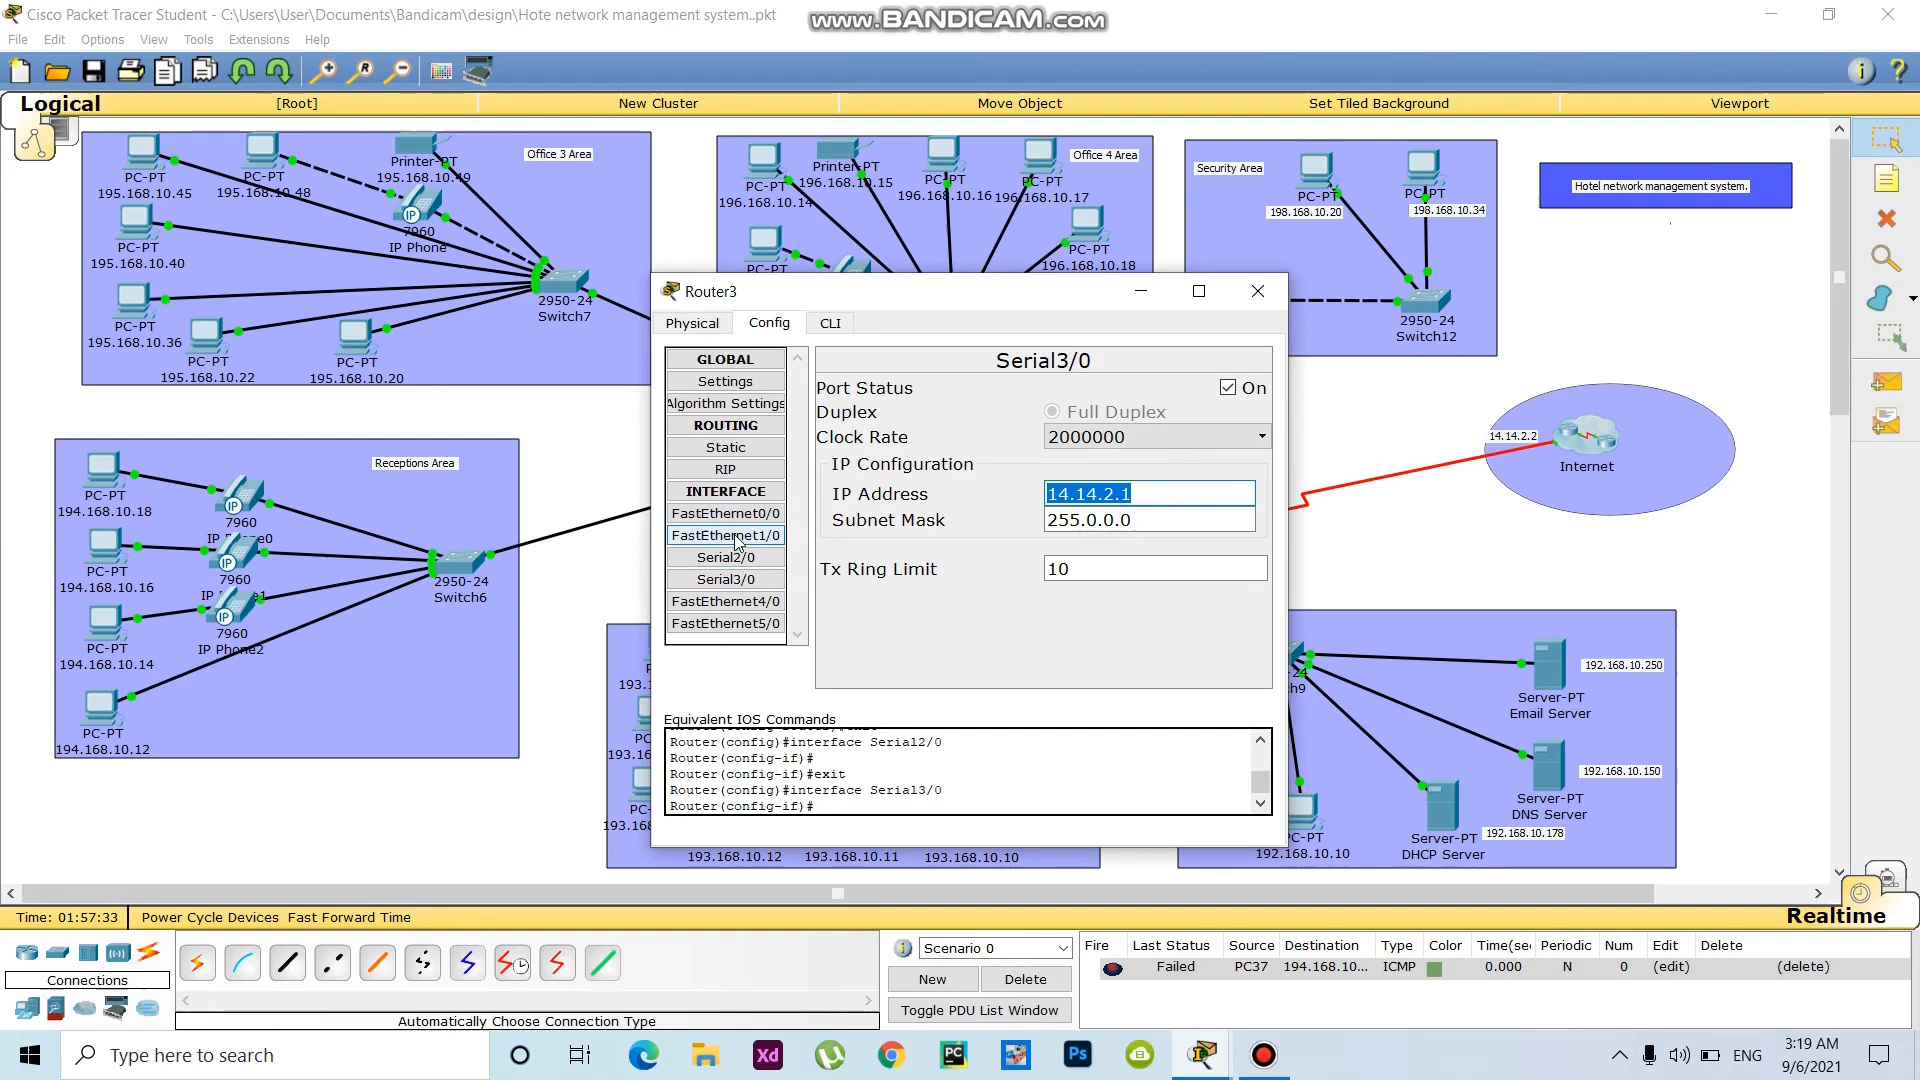 Cisco Packet Tracer Student - C:\Users\User\Documents\Bandicam\design\Hote network management system..pkt
www.BANDICAM.com
File Edit Options View Tools Extensions Help
Logical [Root] New Cluster Move Object Set Tiled Background Viewport
Office 3 Area
PC-PT
195.168.10.45
PC-PT
195.168.10.48
Printer-PT
195.168.10.49
PC-PT
195.168.10.40
7960
IP Phone
PC-PT
195.168.10.36
PC-PT
195.168.10.22
PC-PT
195.168.10.20
2950-24
Switch7
Office 4 Area
PC-PT
196.168.10.14
Printer-PT
196.168.10.15
PC-PT
196.168.10.16
PC-PT
196.168.10.17
PC-PT
PC-PT
196.168.10.18
Security Area
PC-PT
198.168.10.20
PC-PT
198.168.10.34
2950-24
Switch12
Hotel network management system.
14.14.2.2
Internet
Receptions Area
PC-PT
194.168.10.18
7960
IP Phone0
PC-PT
194.168.10.16
7960
IP Phone1
PC-PT
194.168.10.14
7960
IP Phone2
PC-PT
194.168.10.12
2950-24
Switch6
Router3
Physical Config CLI
GLOBAL
Settings
Algorithm Settings
ROUTING
Static
RIP
INTERFACE
FastEthernet0/0
FastEthernet1/0
Serial2/0
Serial3/0
FastEthernet4/0
FastEthernet5/0
Serial3/0
Port Status On
Duplex Full Duplex
Clock Rate 2000000
IP Configuration
IP Address 14.14.2.1
Subnet Mask 255.0.0.0
Tx Ring Limit 10
Equivalent IOS Commands
Router(config)#interface Serial2/0
Router(config-if)#
Router(config-if)#exit
Router(config)#interface Serial3/0
Router(config-if)#
193.168.10.12 193.168.10.11 193.168.10.10
192.168.10.250
Server-PT
Email Server
192.168.10.150
Server-PT
DNS Server
192.168.10.178
Server-PT
DHCP Server
192.168.10.10
Time: 01:57:33 Power Cycle Devices Fast Forward Time
Realtime
Connections
Automatically Choose Connection Type
Scenario 0
New Delete
Toggle PDU List Window
Fire Last Status Source Destination Type Color Time(sec Periodic Num Edit Delete
Failed PC37 194.168.10... ICMP 0.000 N 0 (edit) (delete)
Type here to search
ENG
3:19 AM
9/6/2021